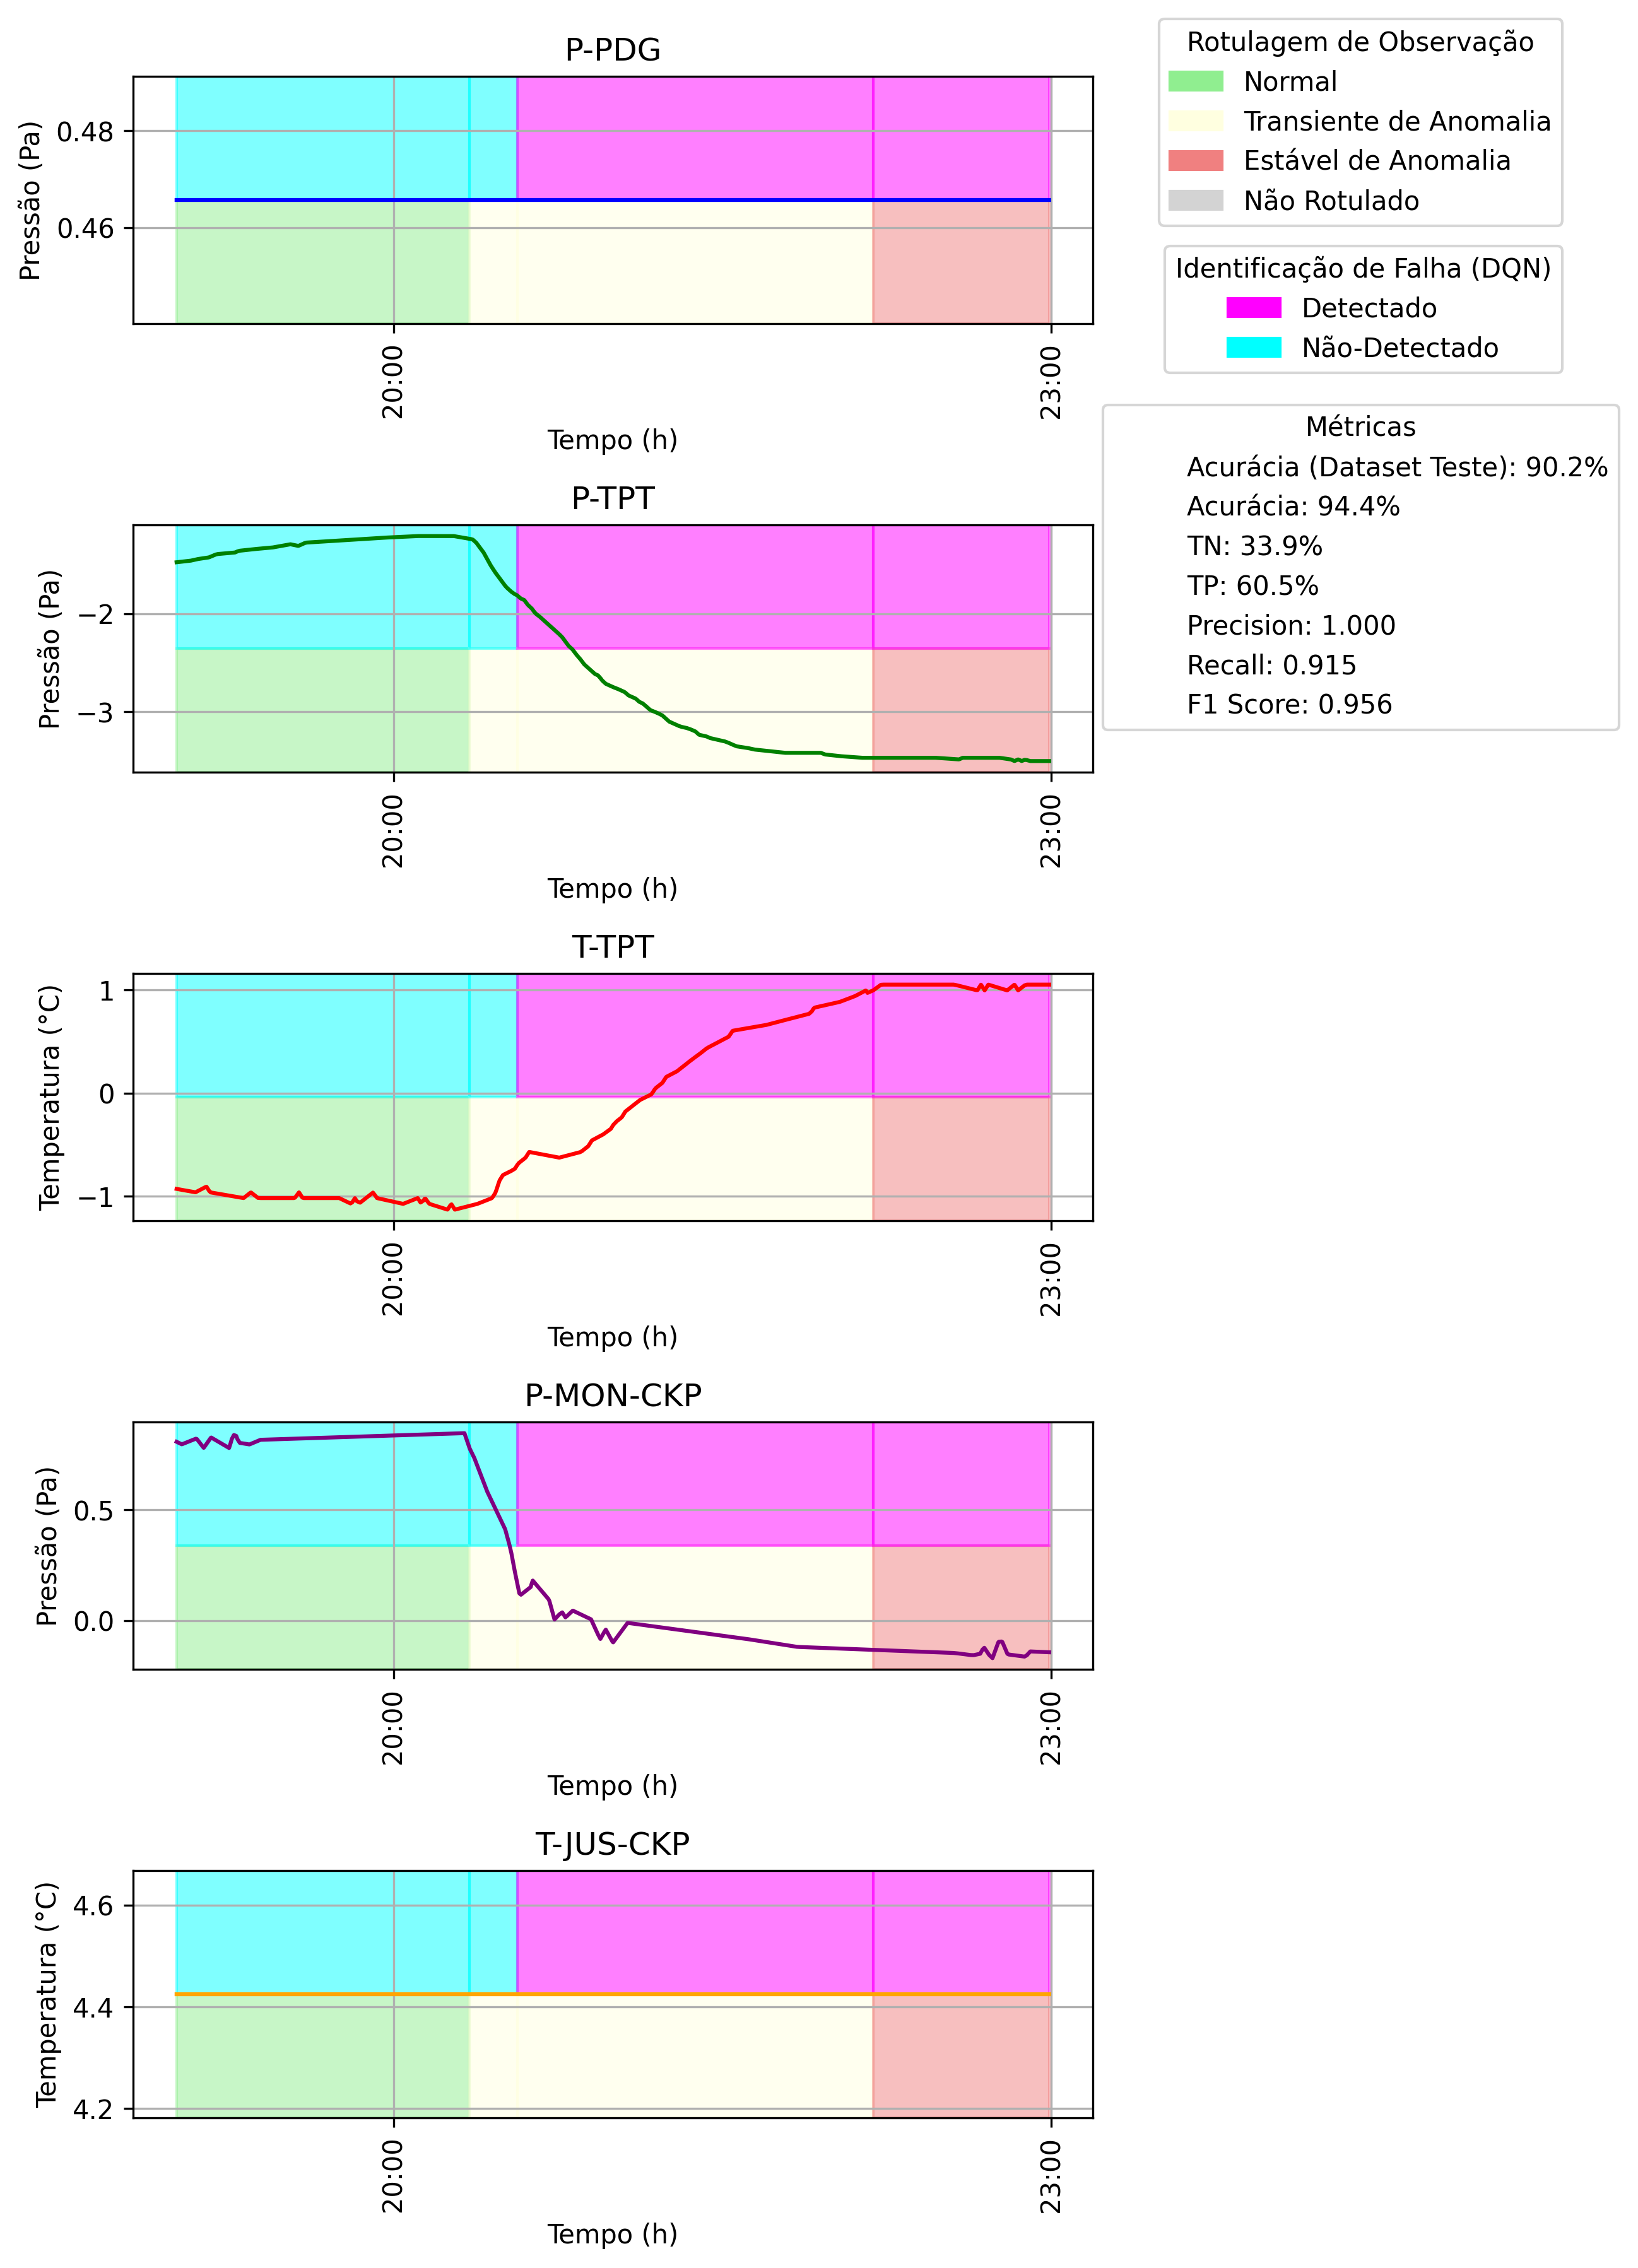 P-PDG
Pressão (Pa)
0.48
0.46
20:00
23:00
Tempo (h)
Rotulagem de Observação
Normal
Transiente de Anomalia
Estável de Anomalia
Não Rotulado
Identificação de Falha (DQN)
Detectado
Não-Detectado
Métricas
Acurácia (Dataset Teste): 90.2%
Acurácia: 94.4%
TN: 33.9%
TP: 60.5%
Precision: 1.000
Recall: 0.915
F1 Score: 0.956
P-TPT
Pressão (Pa)
−2
−3
20:00
23:00
Tempo (h)
T-TPT
Temperatura (°C)
1
0
−1
20:00
23:00
Tempo (h)
P-MON-CKP
Pressão (Pa)
0.5
0.0
20:00
23:00
Tempo (h)
T-JUS-CKP
Temperatura (°C)
4.6
4.4
4.2
20:00
23:00
Tempo (h)